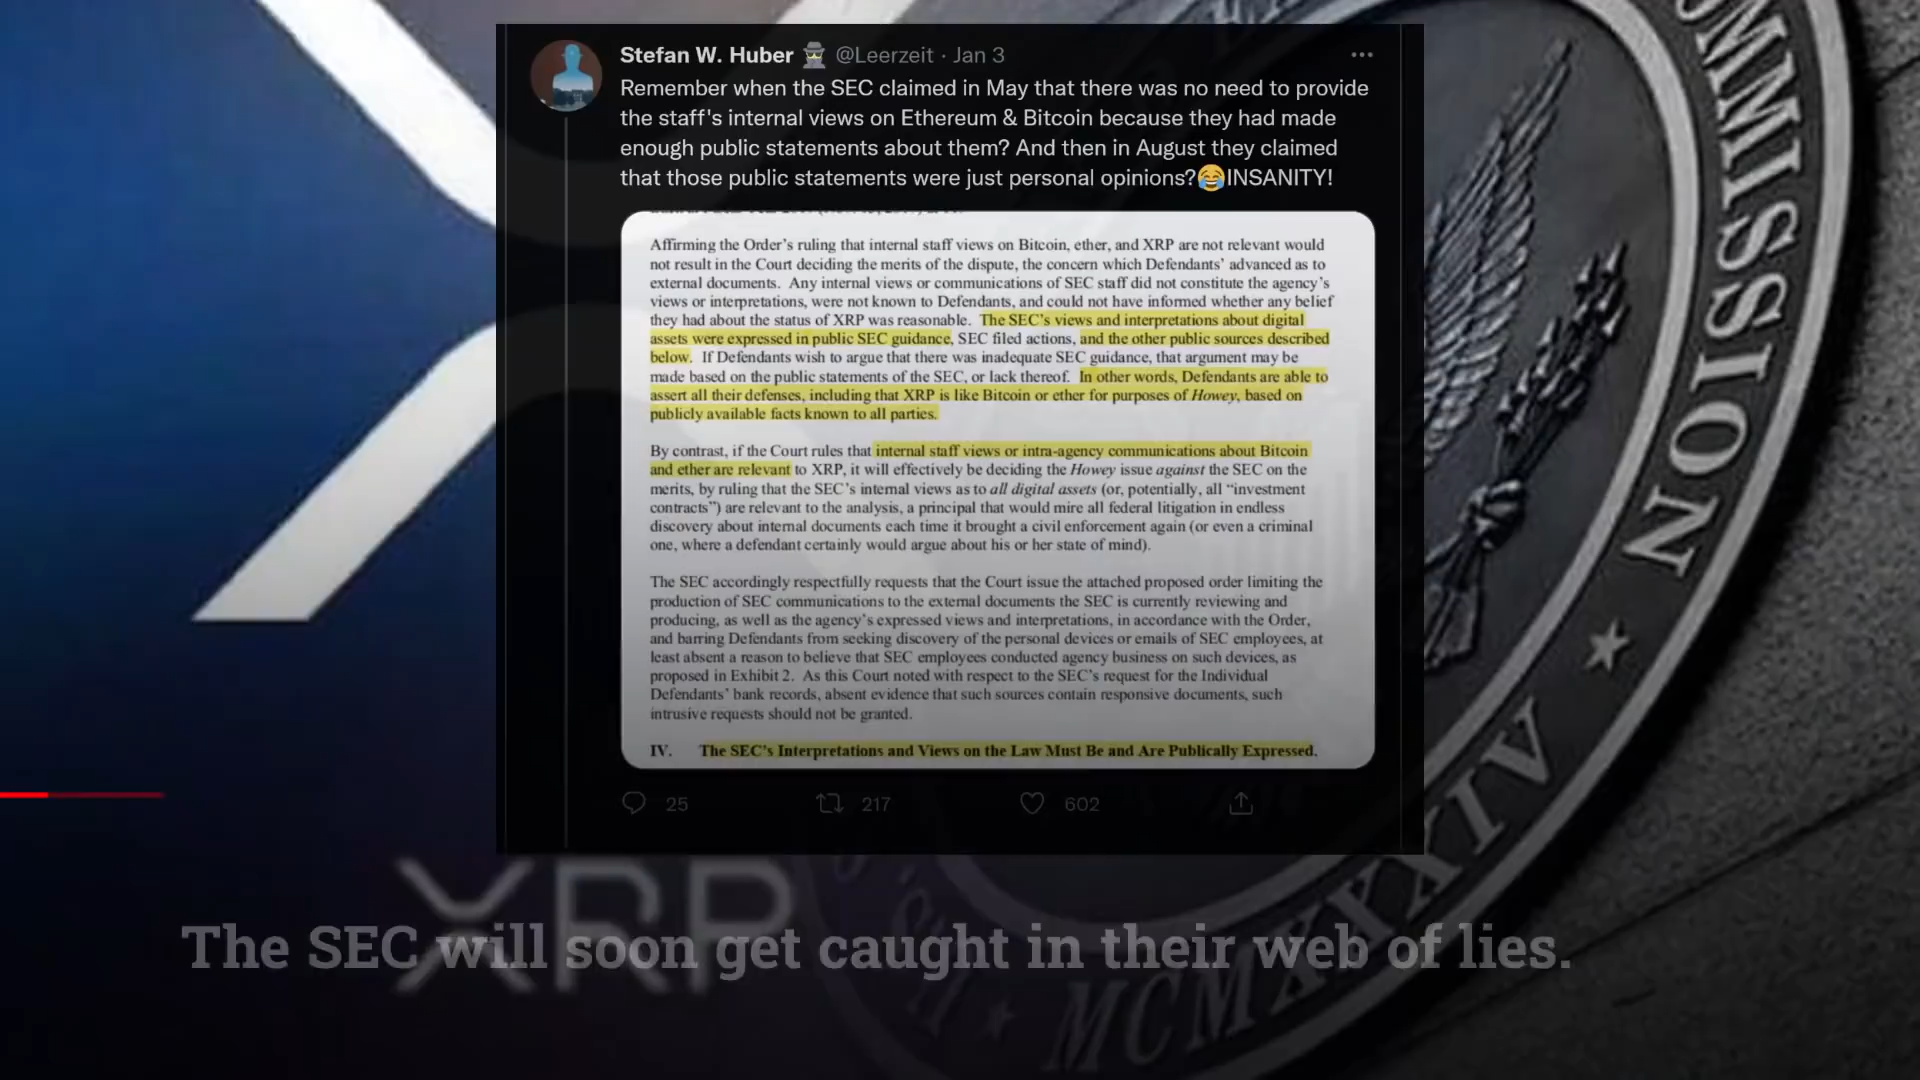 Stefan W. Huber @Leerzeit · Jan 3
Remember when the SEC claimed in May that there was no need to provide
the staff's internal views on Ethereum & Bitcoin because they had made
enough public statements about them? And then in August they claimed
that those public statements were just personal opinions?😂INSANITY!
Affirming the Order's ruling that internal staff views on Bitcoin, ether, and XRP are not relevant would
not result in the Court deciding the merits of the dispute, the concern which Defendants' advanced as to
external documents. Any internal views or communications of SEC staff did not constitute the agency's
views or interpretations, were not known to Defendants, and could not have informed whether any belief
they had about the status of XRP was reasonable. The SEC's views and interpretations about digital
assets were expressed in public SEC guidance, SEC filed actions, and the other public sources described
below. If Defendants wish to argue that there was inadequate SEC guidance, that argument may be
made based on the public statements of the SEC, or lack thereof. In other words, Defendants are able to
assert all their defenses, including that XRP is like Bitcoin or ether for purposes of Howey, based on
publicly available facts known to all parties.
By contrast, if the Court rules that internal staff views or intra-agency communications about Bitcoin
and ether are relevant to XRP, it will effectively be deciding the Howey issue against the SEC on the
merits, by ruling that the SEC's internal views as to all digital assets (or, potentially, all “investment
contracts”) are relevant to the analysis, a principal that would mire all federal litigation in endless
discovery about internal documents each time it brought a civil enforcement again (or even a criminal
one, where a defendant certainly would argue about his or her state of mind).
The SEC accordingly respectfully requests that the Court issue the attached proposed order limiting the
production of SEC communications to the external documents the SEC is currently reviewing and
producing, as well as the agency's expressed views and interpretations, in accordance with the Order,
and barring Defendants from seeking discovery of the personal devices or emails of SEC employees, at
least absent a reason to believe that SEC employees conducted agency business on such devices, as
proposed in Exhibit 2. As this Court noted with respect to the SEC's request for the Individual
Defendants' bank records, absent evidence that such sources contain responsive documents, such
intrusive requests should not be granted.
IV. The SEC's Interpretations and Views on the Law Must Be and Are Publically Expressed.
25 217 602
XRP
The SEC will soon get caught in their web of lies.
OMMISSION
MCMXXXIV